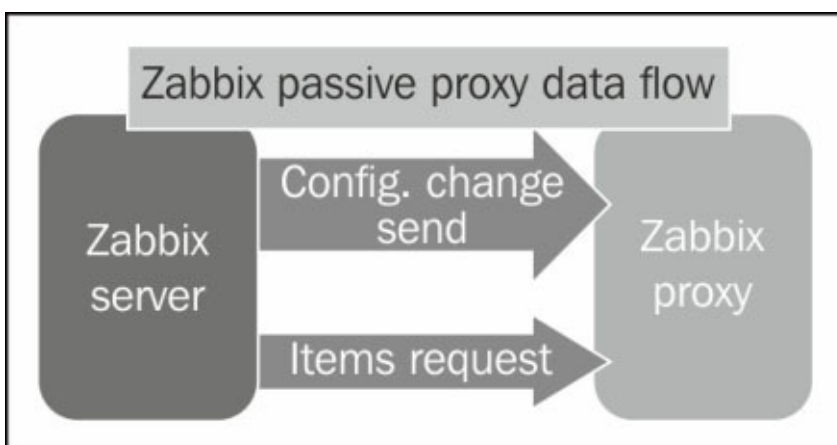 Zabbix passive proxy data flow
Zabbix
server
Config. change
send
Items request
Zabbix
proxy